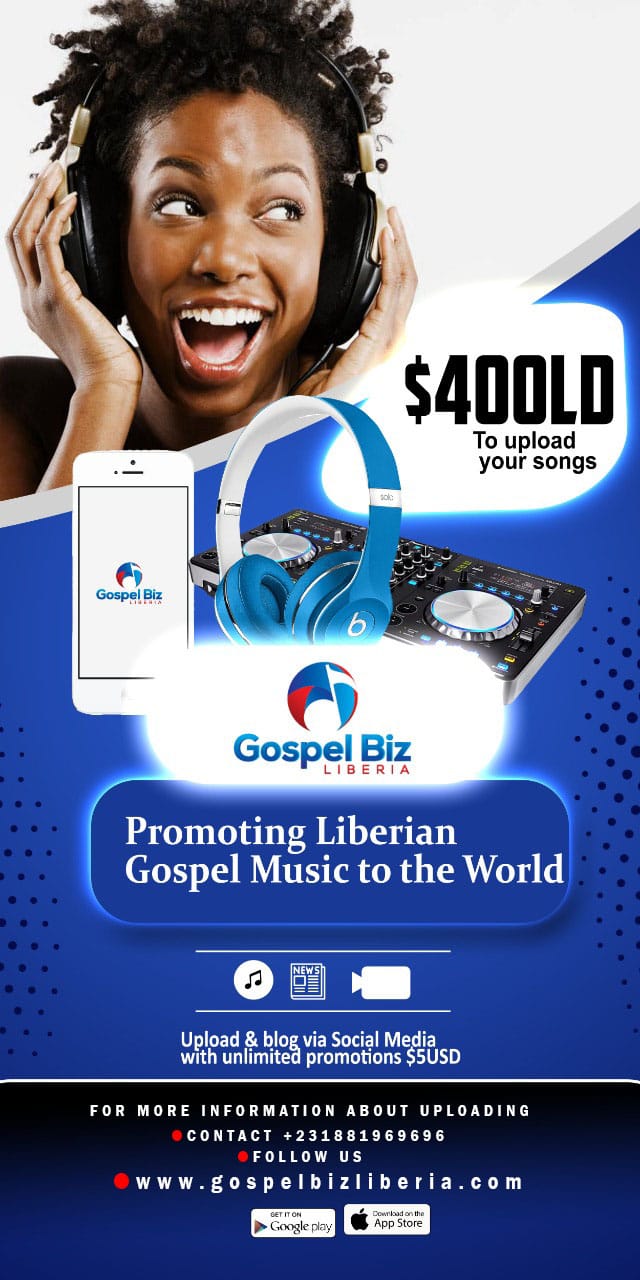 $400LD
To upload
your songs
solo
b
Gospel Biz
LIBERIA
Gospel Biz
LIBERIA
Promoting Liberian
Gospel Music to the World
NEWS
Upload & blog via Social Media
with unlimited promotions $5USD
FOR MORE INFORMATION ABOUT UPLOADING
CONTACT +231881969696
FOLLOW US
www.gospelbizliberia.com
GET IT ON
Google play
Download on the
App Store